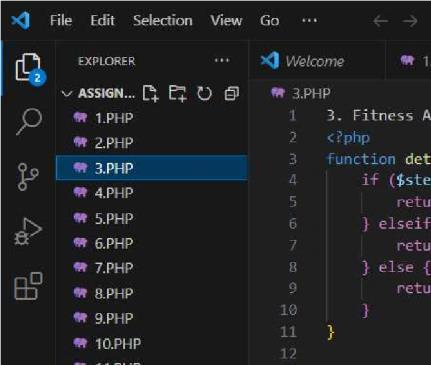 File Edit Selection View Go ...
EXPLORER ...
Welcome
1.
ASSIGN...
3.PHP
1.PHP
2.PHP
3.PHP
4.PHP
5.PHP
6.PHP
7.PHP
8.PHP
9.PHP
10.PHP
2
1 3. Fitness A
2 <?php
3 function det
4 if ($ste
5 retu
6 } elseif
7 retu
8 } else {
9 retu
10 }
11 }
12